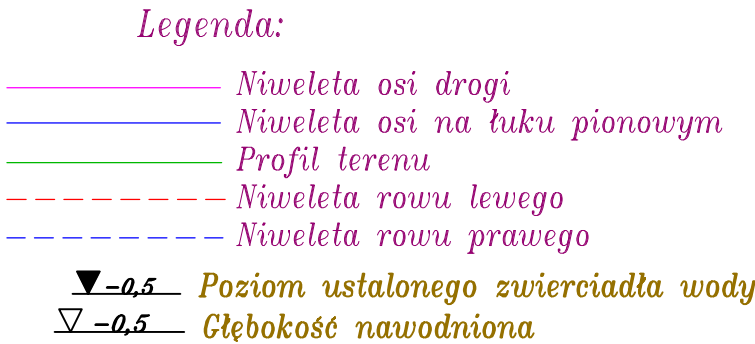 Legenda:
Niweleta osi drogi
Niweleta osi na łuku pionowym
Profil terenu
Niweleta rowu lewego
Niweleta rowu prawego
-0,5 Poziom ustalonego zwierciadła wody
-0,5 Głębokość nawodniona